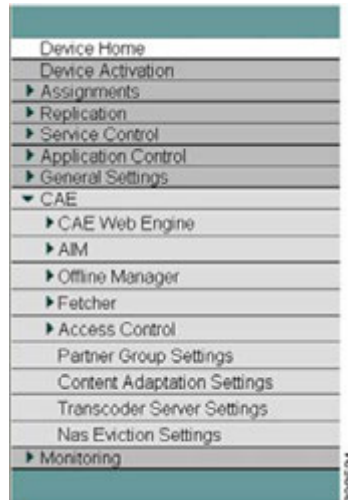 Device Home
Device Activation
Assignments
Replication
Service Control
Application Control
General Settings
CAE
CAE Web Engine
AIM
Offline Manager
Fetcher
Access Control
Partner Group Settings
Content Adaptation Settings
Transcoder Server Settings
Nas Eviction Settings
Monitoring